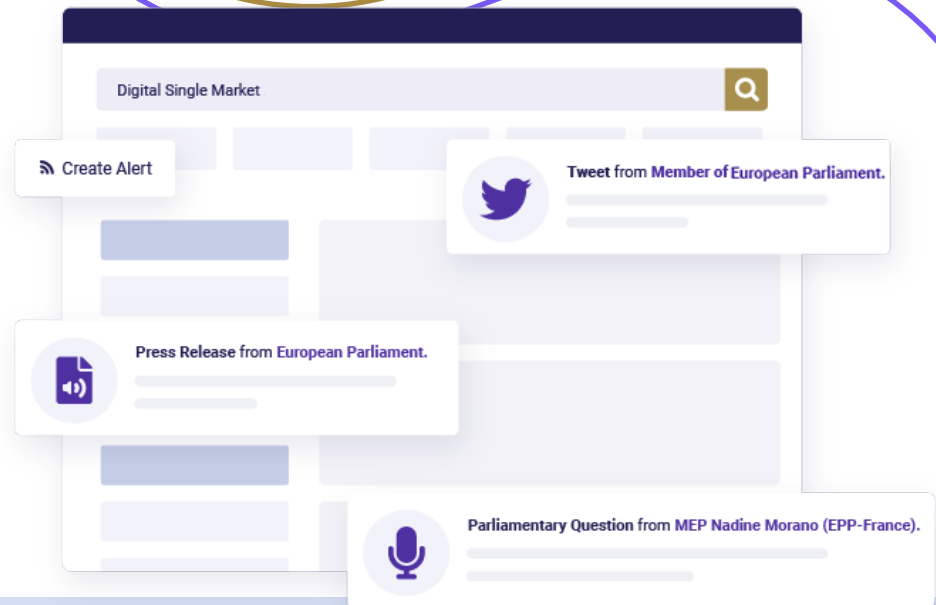 Digital Single Market
Create Alert
Tweet from Member of European Parliament.
Press Release from European Parliament.
Parliamentary Question from MEP Nadine Morano (EPP-France).